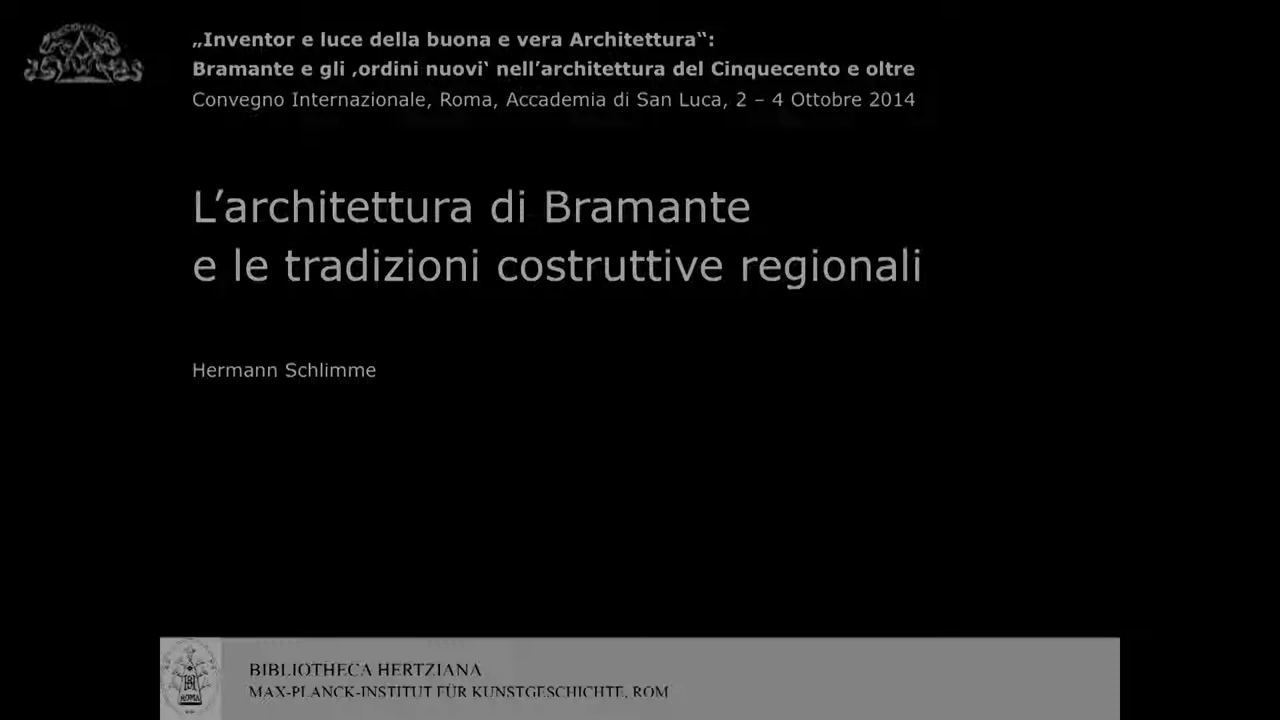 „Inventor e luce della buona e vera Architettura‟:
Bramante e gli ‚ordini nuovi‛ nell’architettura del Cinquecento e oltre
Convegno Internazionale, Roma, Accademia di San Luca, 2 – 4 Ottobre 2014
L’architettura di Bramante
e le tradizioni costruttive regionali
Hermann Schlimme
BIBLIOTHECA HERTZIANA
MAX-PLANCK-INSTITUT FÜR KUNSTGESCHICHTE, ROM